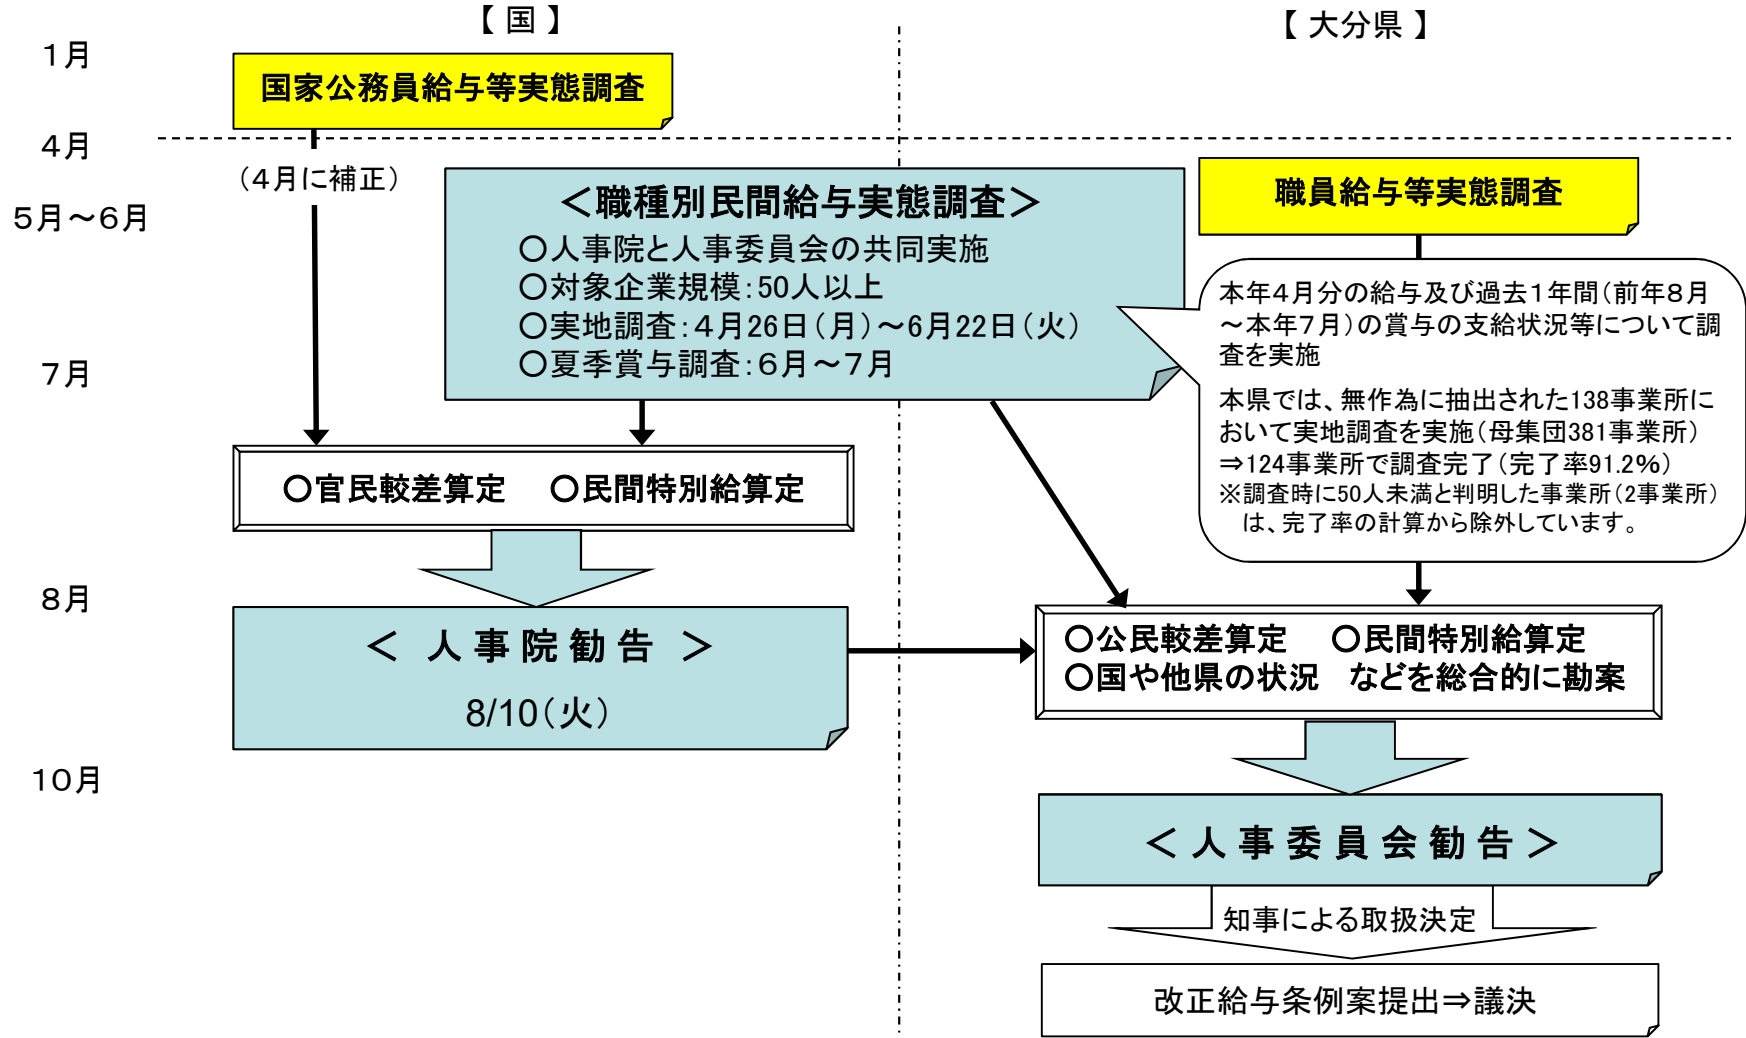 【 国 】
【 大分県 】
１月
国家公務員給与等実態調査
４月
（４月に補正）
５月～６月
＜職種別民間給与実態調査＞
○人事院と人事委員会の共同実施
○対象企業規模：50人以上
○実地調査：４月26日（月）～6月22日（火）
○夏季賞与調査：６月～７月
職員給与等実態調査
本年４月分の給与及び過去１年間（前年８月
～本年７月）の賞与の支給状況等について調
査を実施
本県では、無作為に抽出された138事業所に
おいて実地調査を実施（母集団381事業所）
⇒124事業所で調査完了（完了率91.2%）
※調査時に50人未満と判明した事業所（2事業所）
は、完了率の計算から除外しています。
７月
○官民較差算定　○民間特別給算定
８月
＜ 人 事 院 勧 告 ＞
8/10（火）
○公民較差算定　○民間特別給算定
○国や他県の状況　などを総合的に勘案
１０月
＜ 人 事 委 員 会 勧 告 ＞
知事による取扱決定
改正給与条例案提出⇒議決